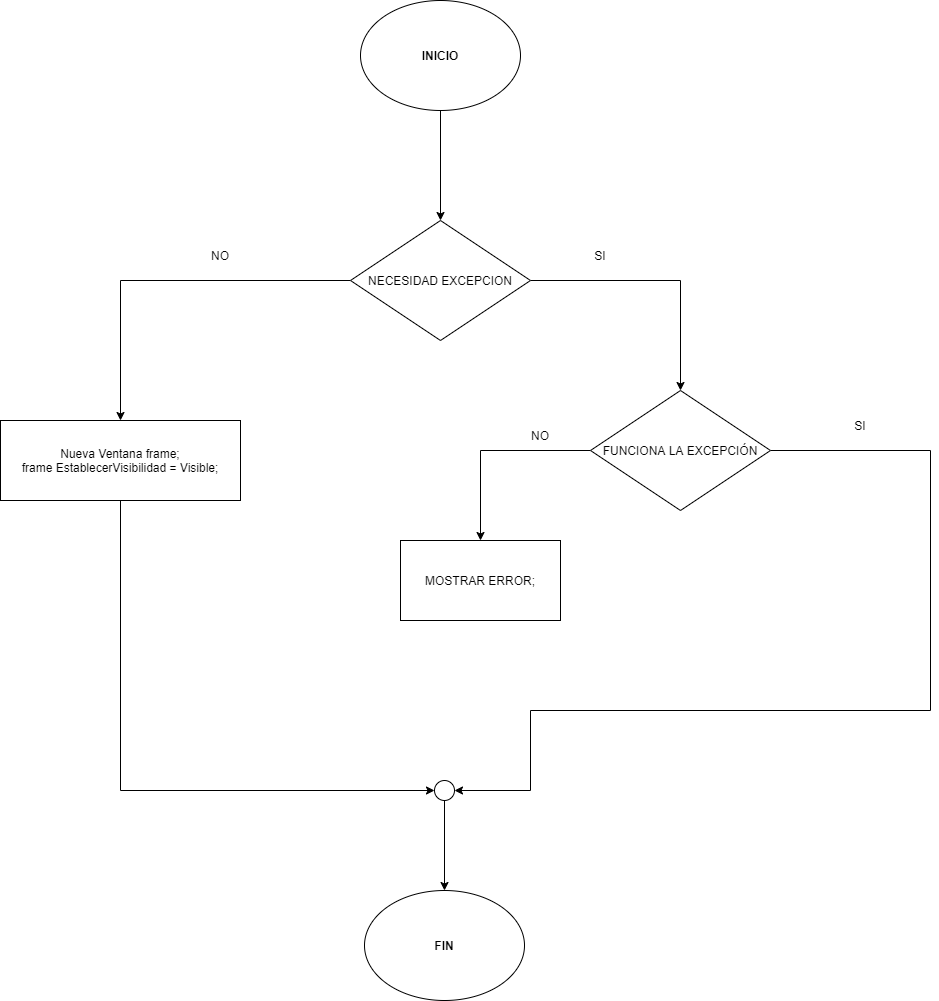 INICIO
NO
SI
NECESIDAD EXCEPCION
NO
SI
FUNCIONA LA EXCEPCIÓN
Nueva Ventana frame;
frame EstablecerVisibilidad = Visible;
MOSTRAR ERROR;
FIN